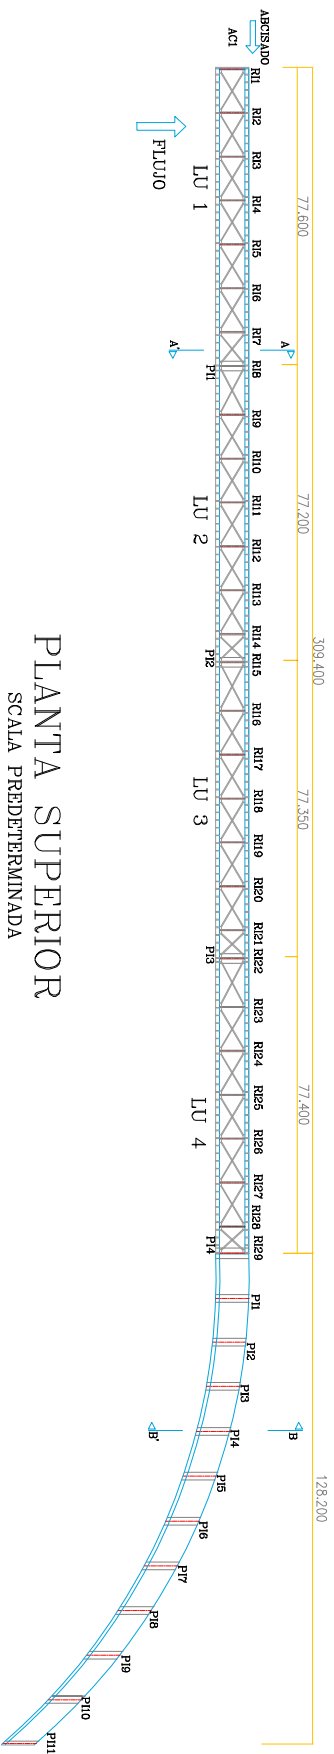 ABCISADO
AC1
RI1
RI2
RI3
RI4
RI5
RI6
RI7
RI8
RI9
RI10
RI11
RI12
RI13
RI14
RI15
RI16
RI17
RI18
RI19
RI20
RI21
RI22
RI23
RI24
RI25
RI26
RI27
RI28
RI29
PI1
PI2
PI3
PI4
PI5
PI6
PI7
PI8
PI9
PI10
PI11
77.600
77.200
309.400
77.350
77.400
128.200
A
A'
B
B'
PI1
PI2
PI3
PI4
FLUJO
LU 1
LU 2
LU 3
LU 4
PLANTA SUPERIOR
SCALA PREDETERMINADA